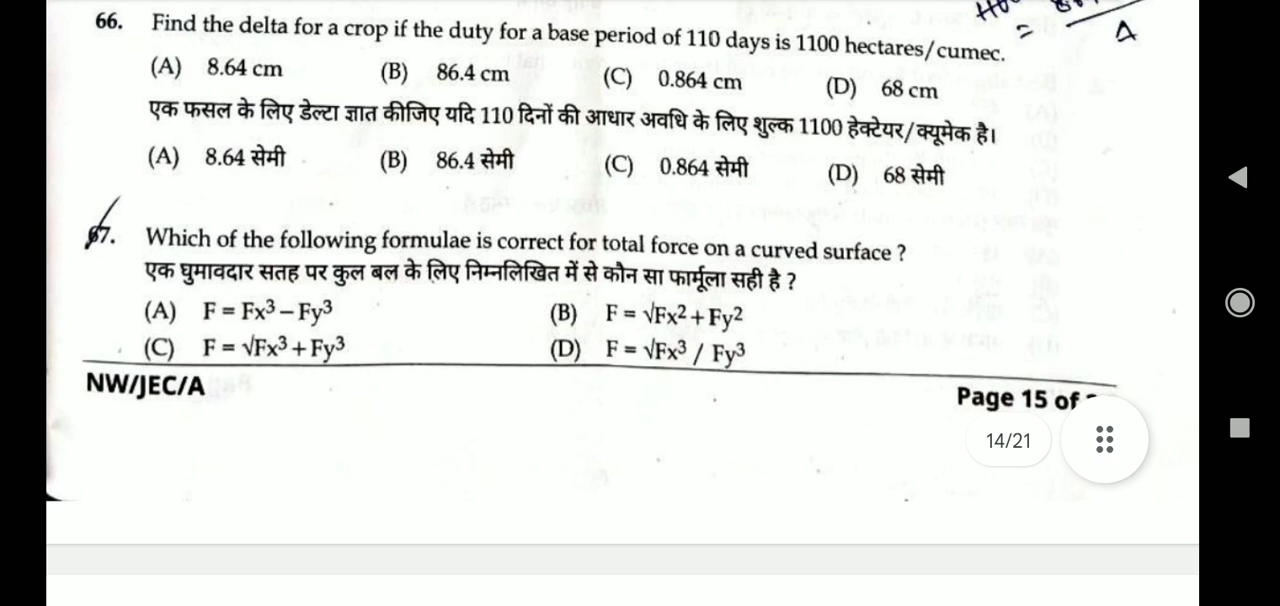 66. Find the delta for a crop if the duty for a base period of 110 days is 1100 hectares/cumec.
(A) 8.64 cm (B) 86.4 cm (C) 0.864 cm (D) 68 cm
एक फसल के लिए डेल्टा ज्ञात कीजिए यदि 110 दिनों की आधार अवधि के लिए शुल्क 1100 हेक्टेयर/क्यूमेक है।
(A) 8.64 सेमी (B) 86.4 सेमी (C) 0.864 सेमी (D) 68 सेमी
67. Which of the following formulae is correct for total force on a curved surface ?
एक घुमावदार सतह पर कुल बल के लिए निम्नलिखित में से कौन सा फार्मूला सही है ?
(A) F = Fx³ – Fy³ (B) F = √Fx² + Fy²
(C) F = √Fx³ + Fy³ (D) F = √Fx³ / Fy³
NW/JEC/A Page 15 of
14/21